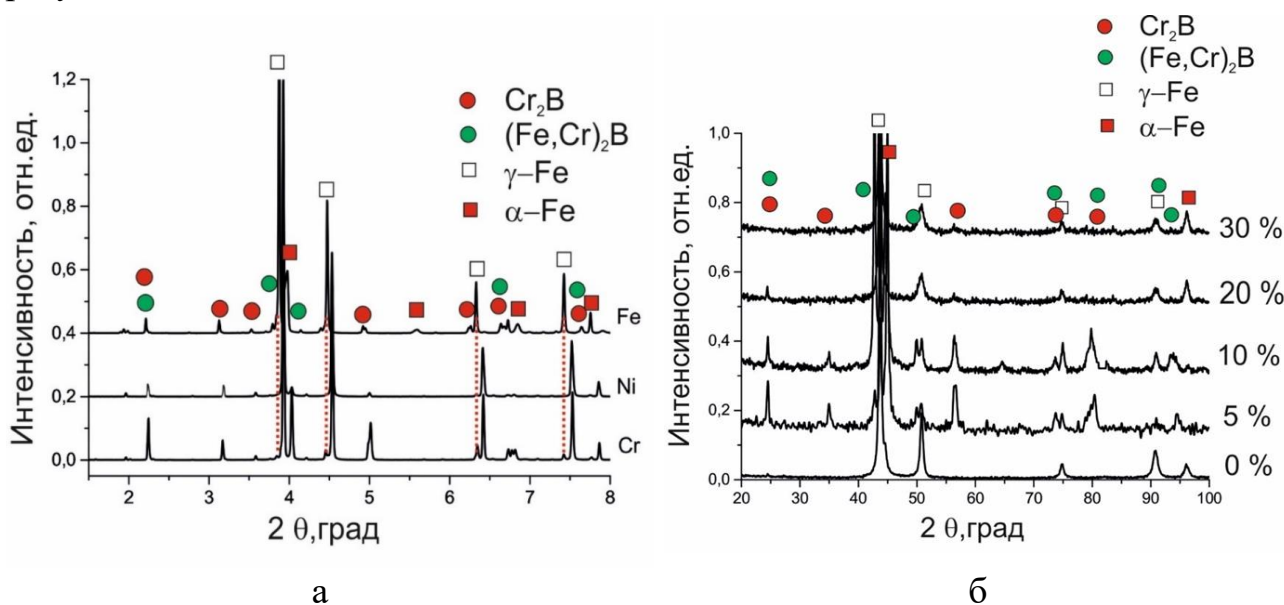 Cr₂B
(Fe,Cr)₂B
γ–Fe
α–Fe
1,2
1,0
0,8
0,6
0,4
0,2
0,0
Интенсивность, отн.ед.
Fe
Ni
Cr
2 3 4 5 6 7 8
2 θ,град
а
Cr₂B
(Fe,Cr)₂B
γ–Fe
α–Fe
1,0
0,8
0,6
0,4
0,2
0,0
Интенсивность, отн.ед.
30 %
20 %
10 %
5 %
0 %
20 30 40 50 60 70 80 90 100
2 θ,град
б